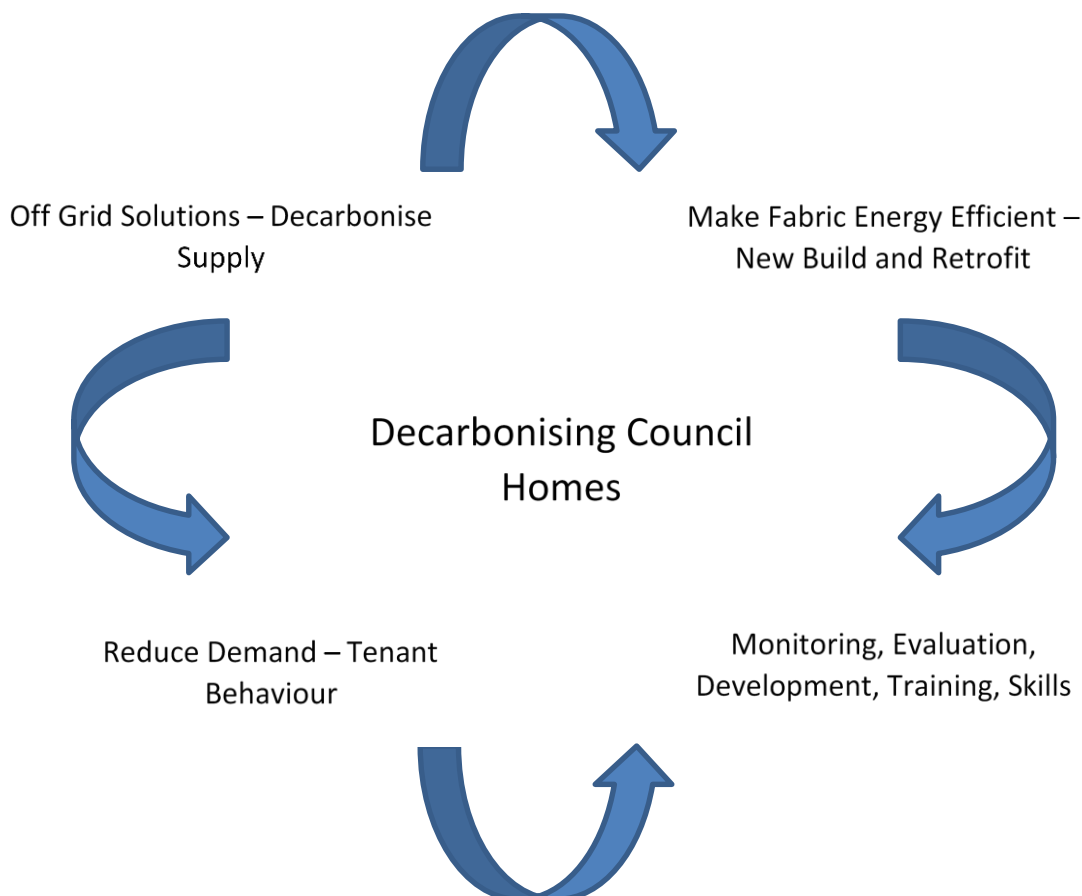 Off Grid Solutions – Decarbonise
Supply
Make Fabric Energy Efficient –
New Build and Retrofit
Decarbonising Council
Homes
Reduce Demand – Tenant
Behaviour
Monitoring, Evaluation,
Development, Training, Skills